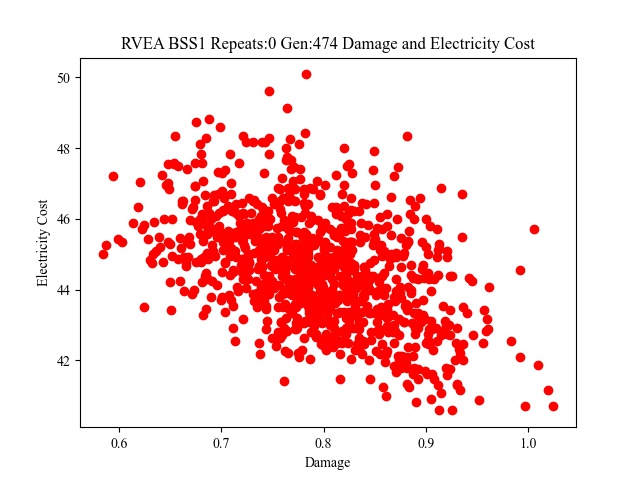 RVEA BSS1 Repeats:0 Gen:474 Damage and Electricity Cost
50
48
46
44
42
Electricity Cost
0.6 0.7 0.8 0.9 1.0
Damage